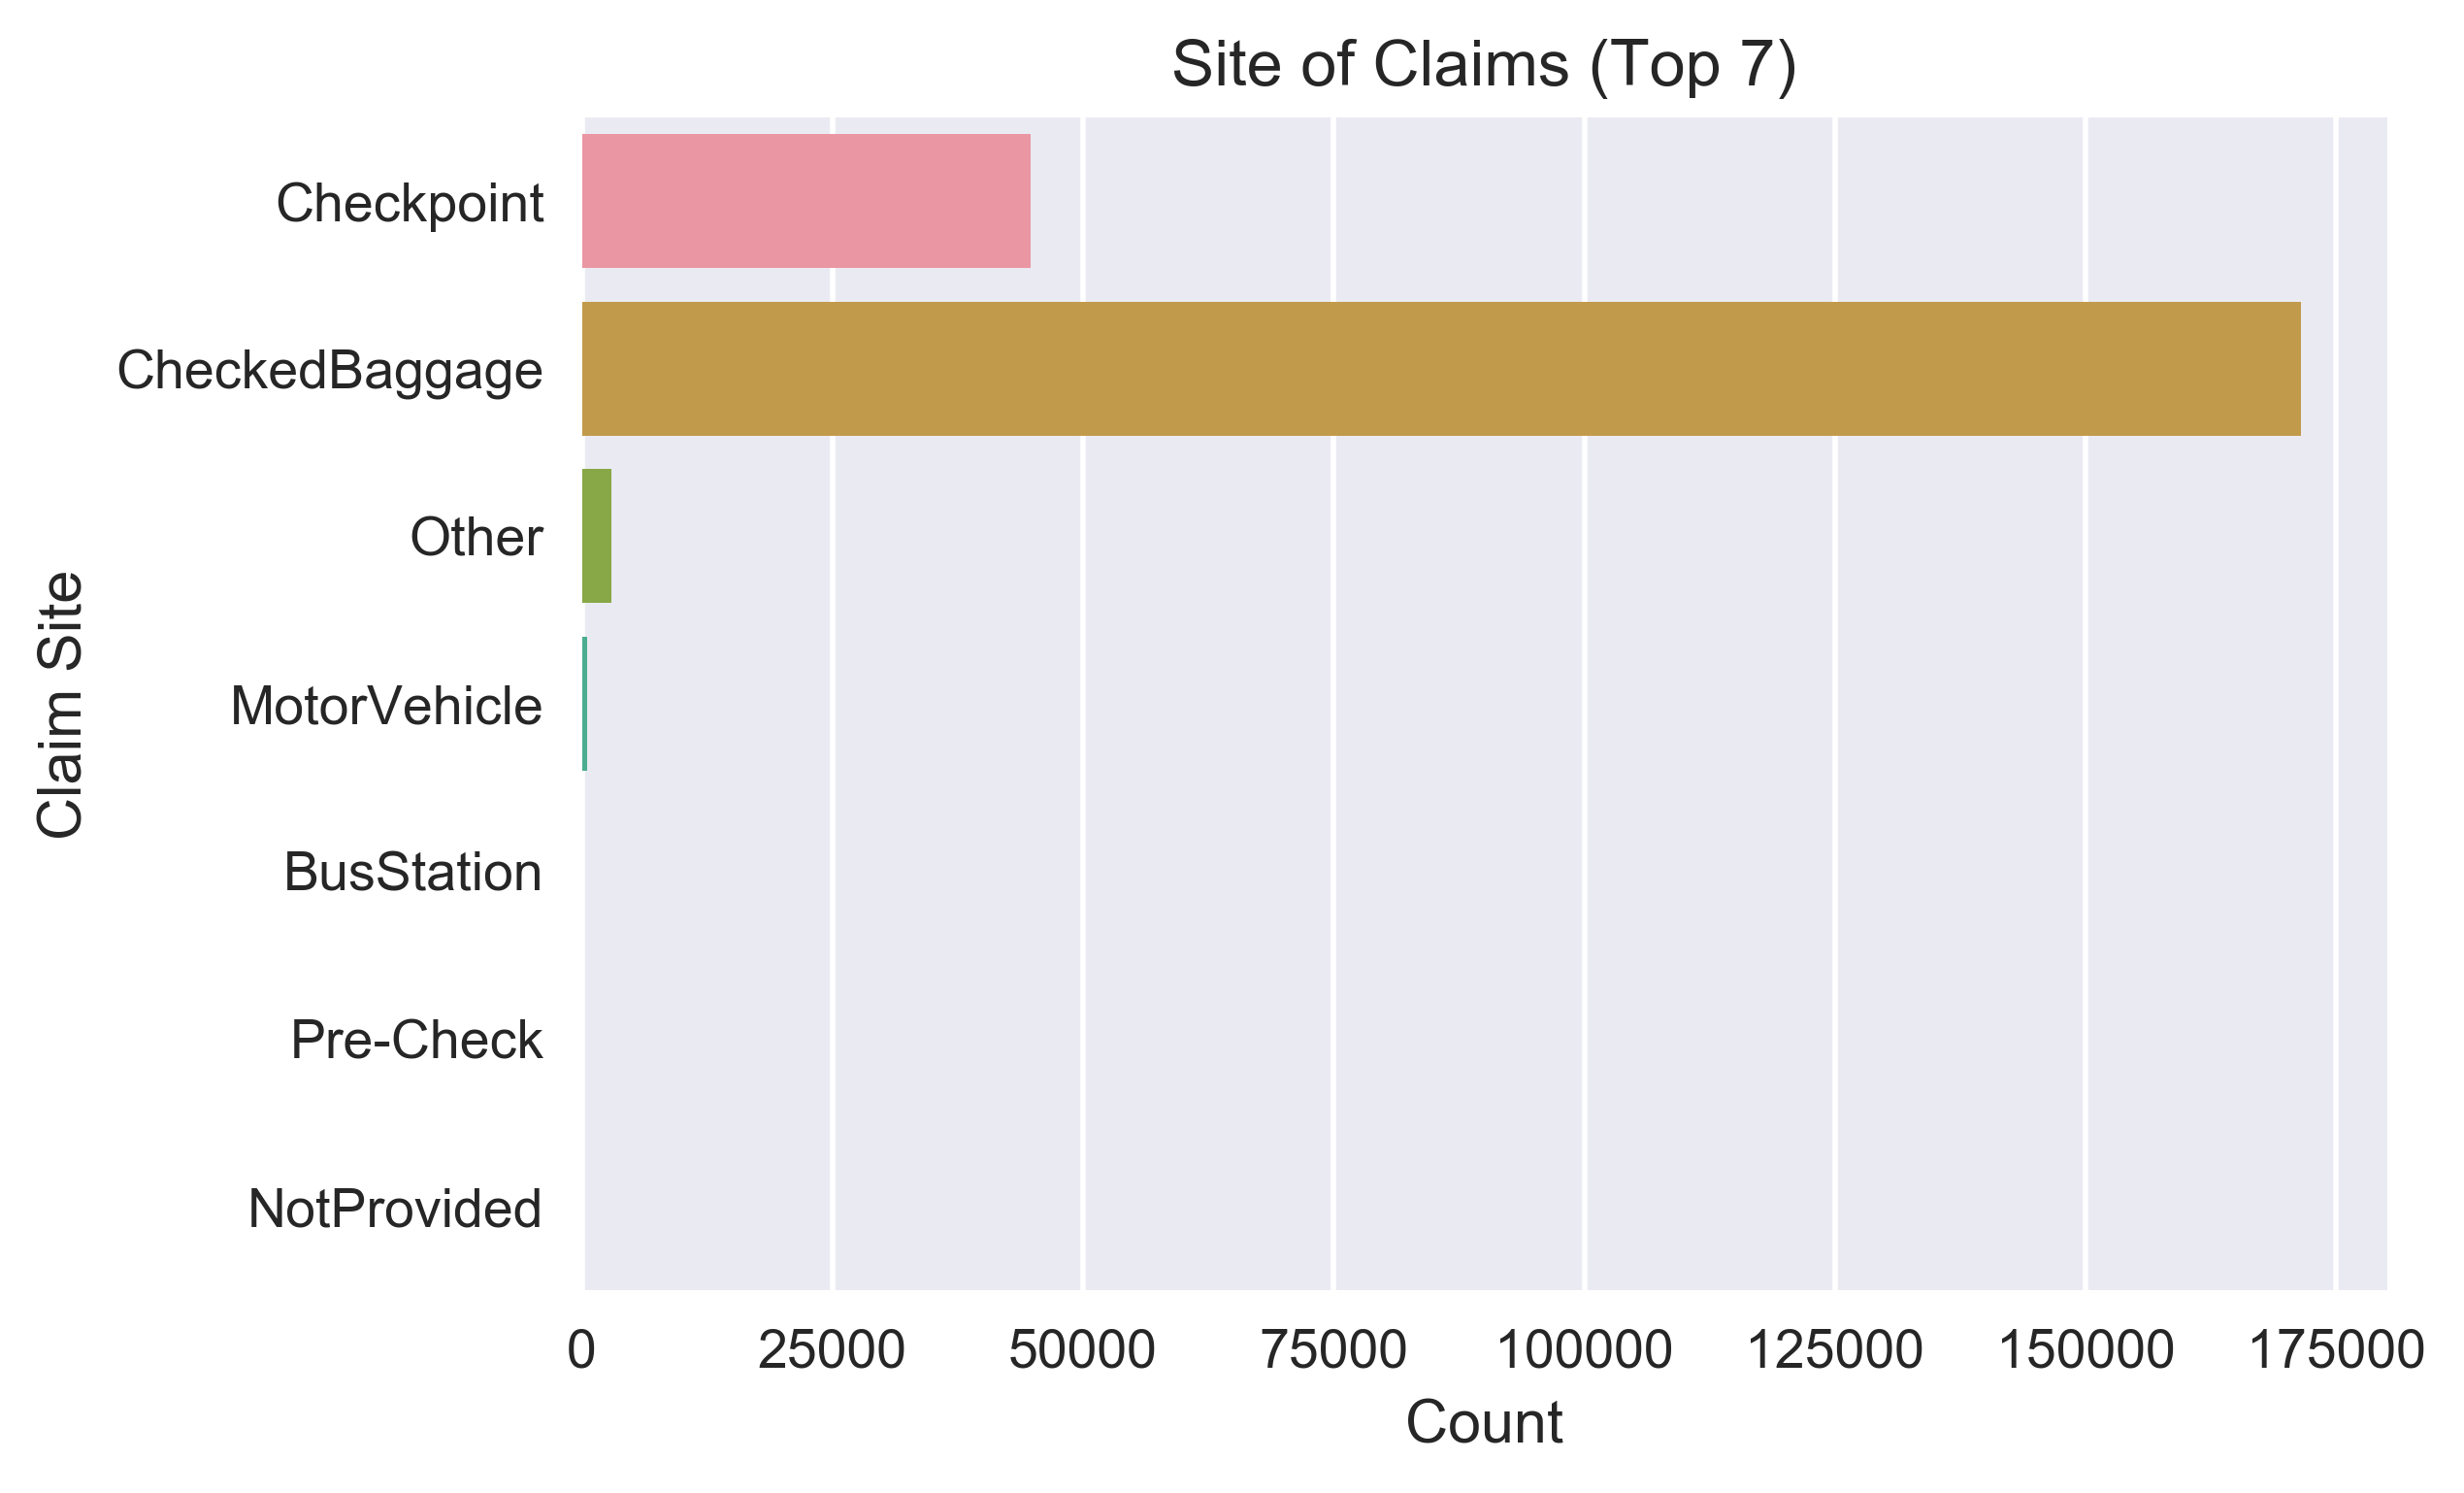 Site of Claims (Top 7)
Checkpoint
CheckedBaggage
Other
MotorVehicle
BusStation
Pre-Check
NotProvided
Claim Site
0 25000 50000 75000 100000 125000 150000 175000
Count